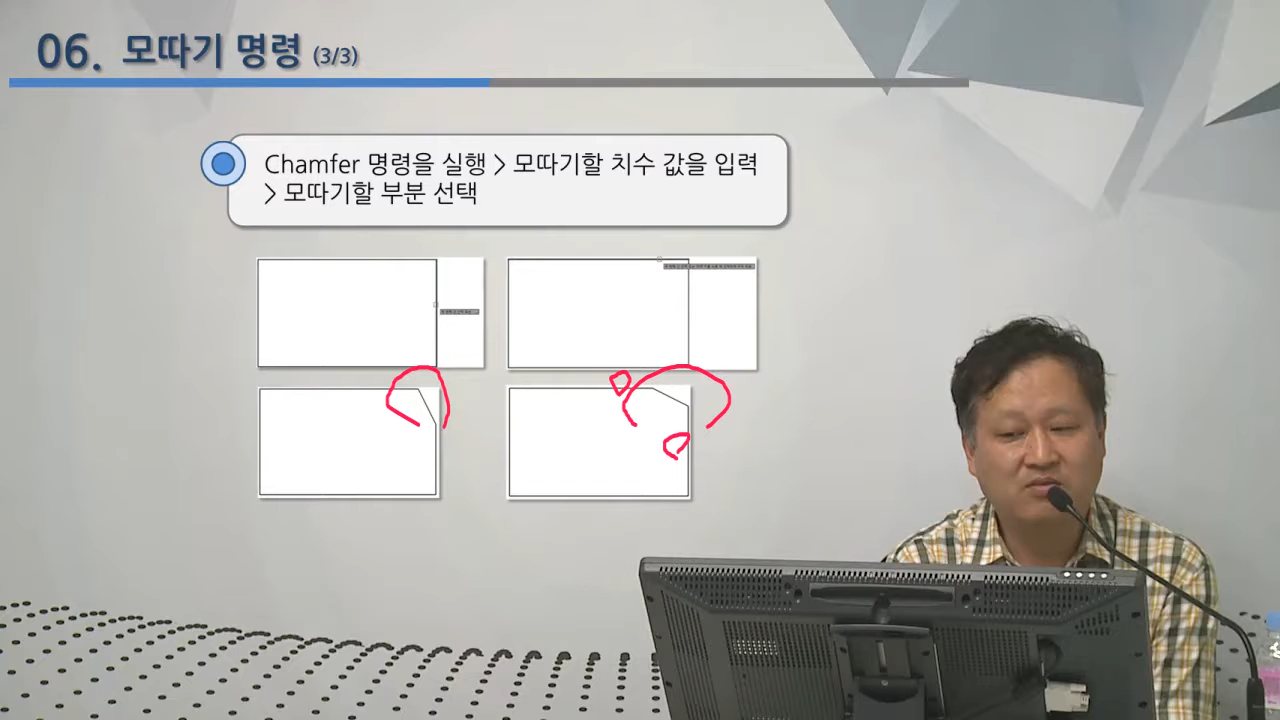 06. 모따기 명령 (3/3)
Chamfer 명령을 실행 > 모따기할 치수 값을 입력
> 모따기할 부분 선택